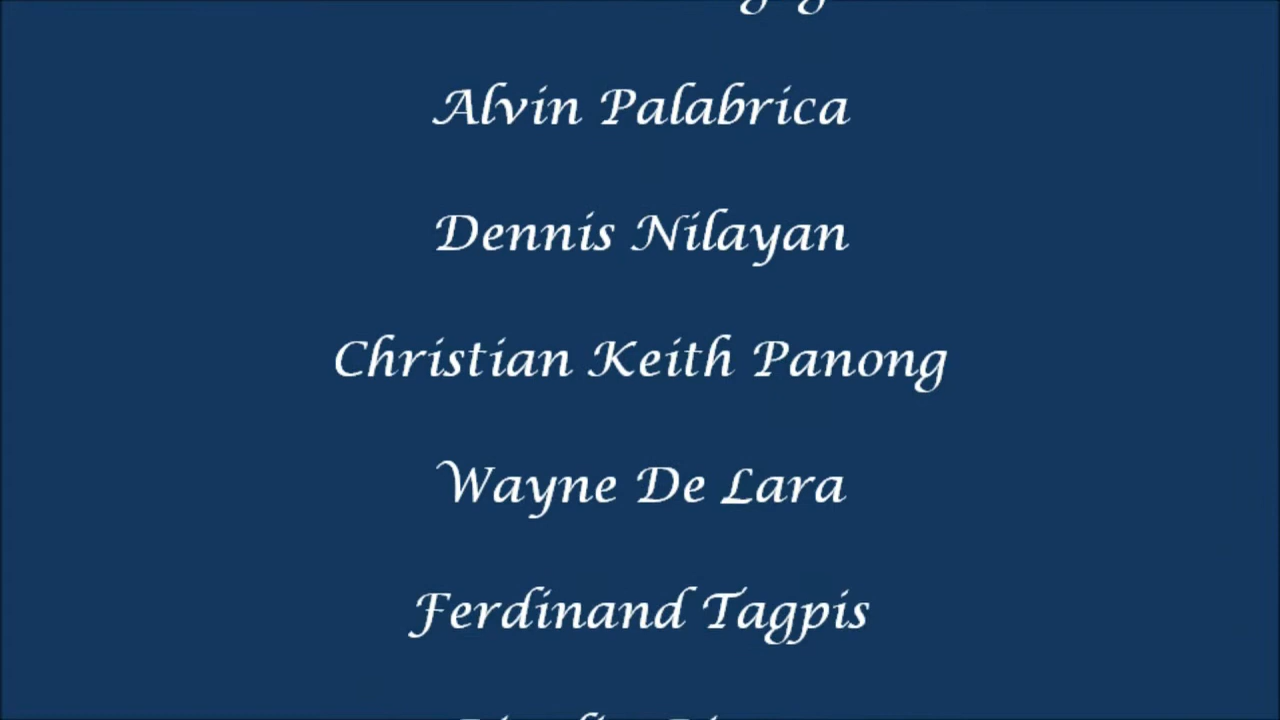 Alvin Palabrica
Dennis Nilayan
Christian Keith Panong
Wayne De Lara
Ferdinand Tagpis